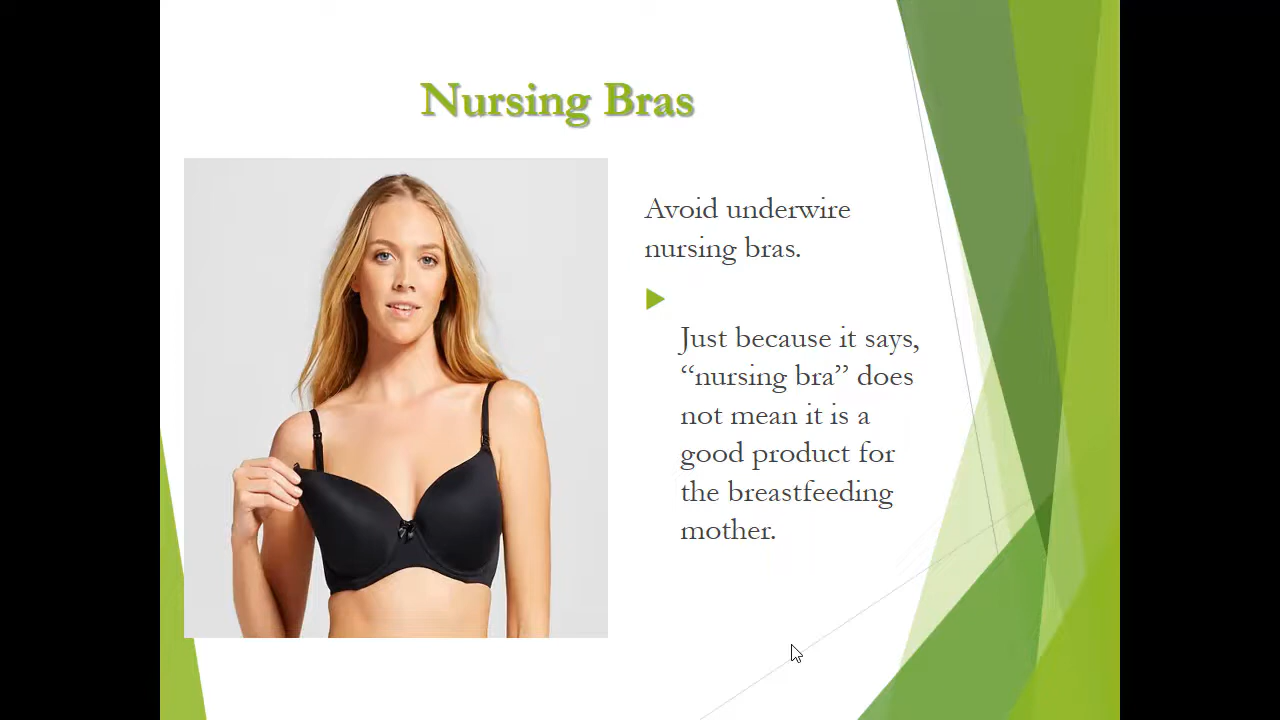 Nursing Bras
Avoid underwire
nursing bras.
Just because it says,
“nursing bra” does
not mean it is a
good product for
the breastfeeding
mother.